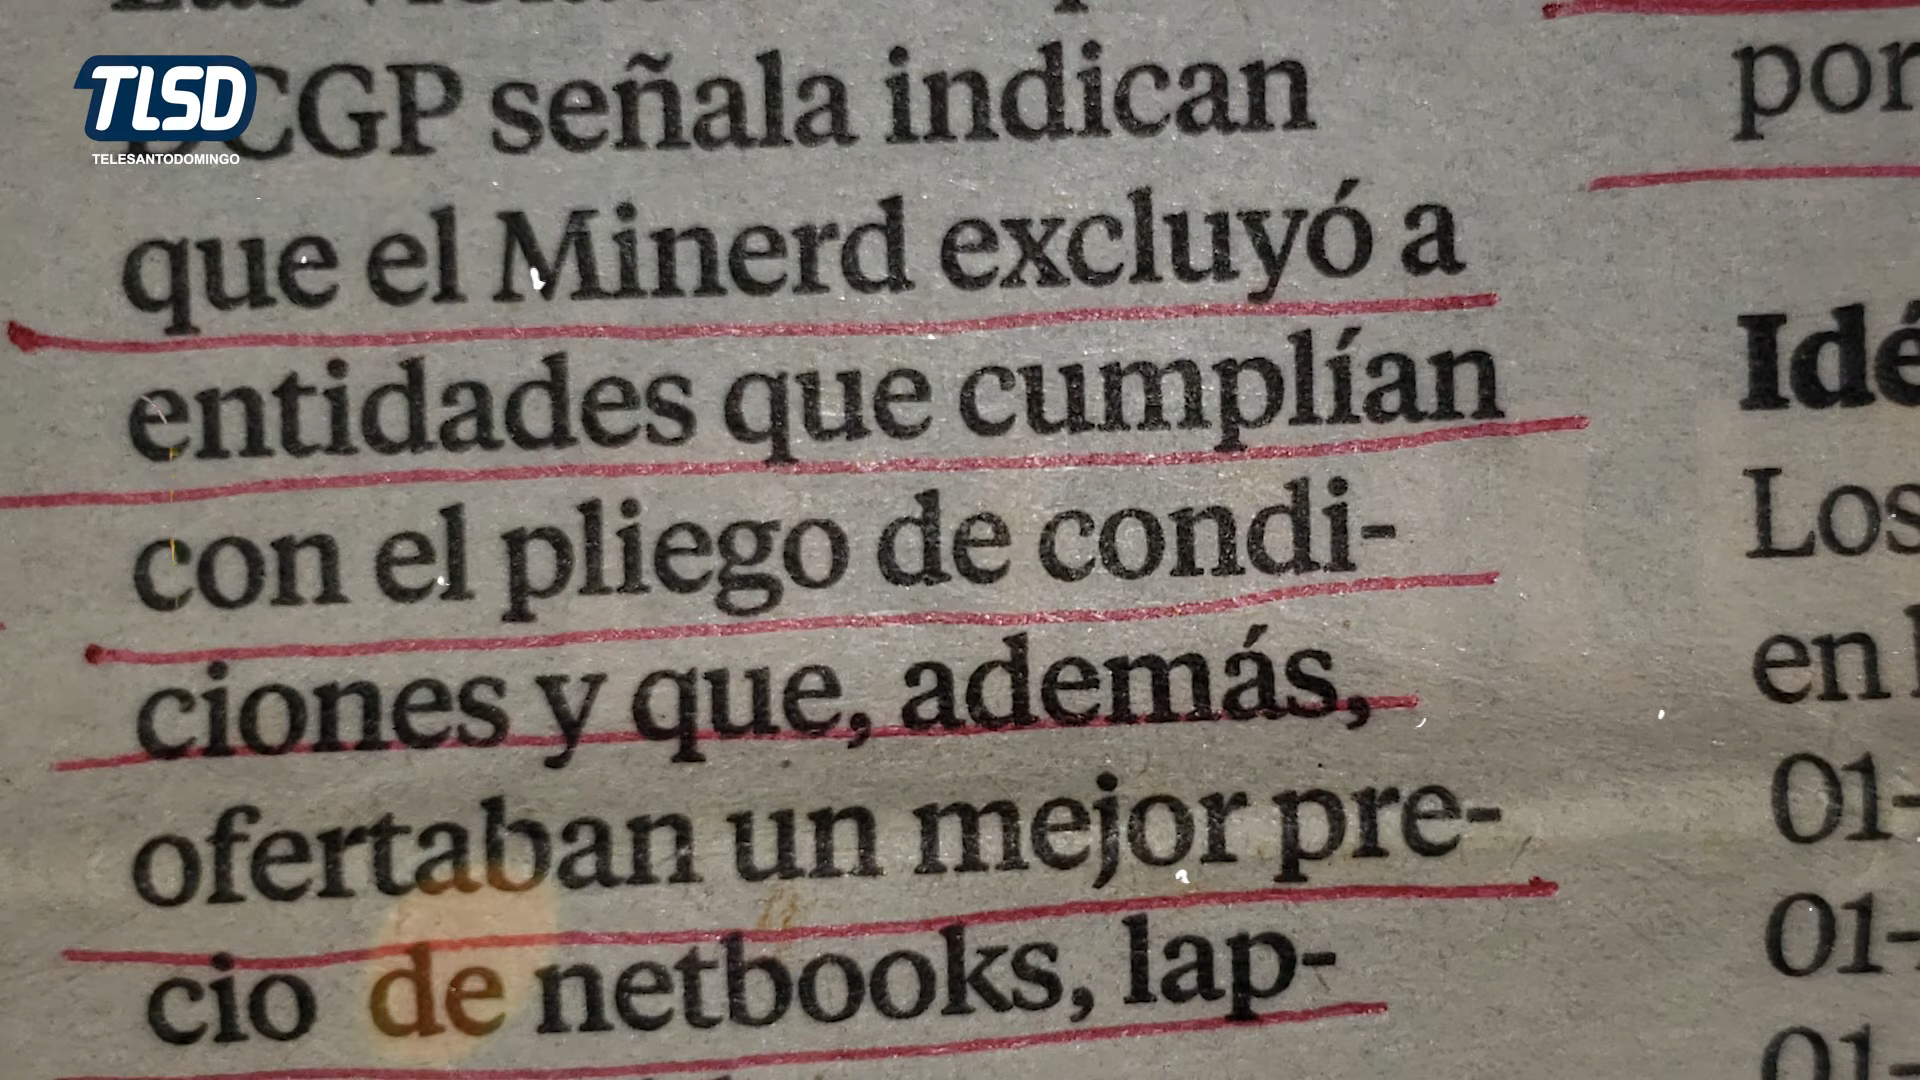 TLSD
TELESANTODOMINGO
CGP señala indican
que el Minerd excluyó a
entidades que cumplían
con el pliego de condi-
ciones y que, además,
ofertaban un mejor pre-
cio de netbooks, lap-
por
Idé
Los
en
01-
01-
01-